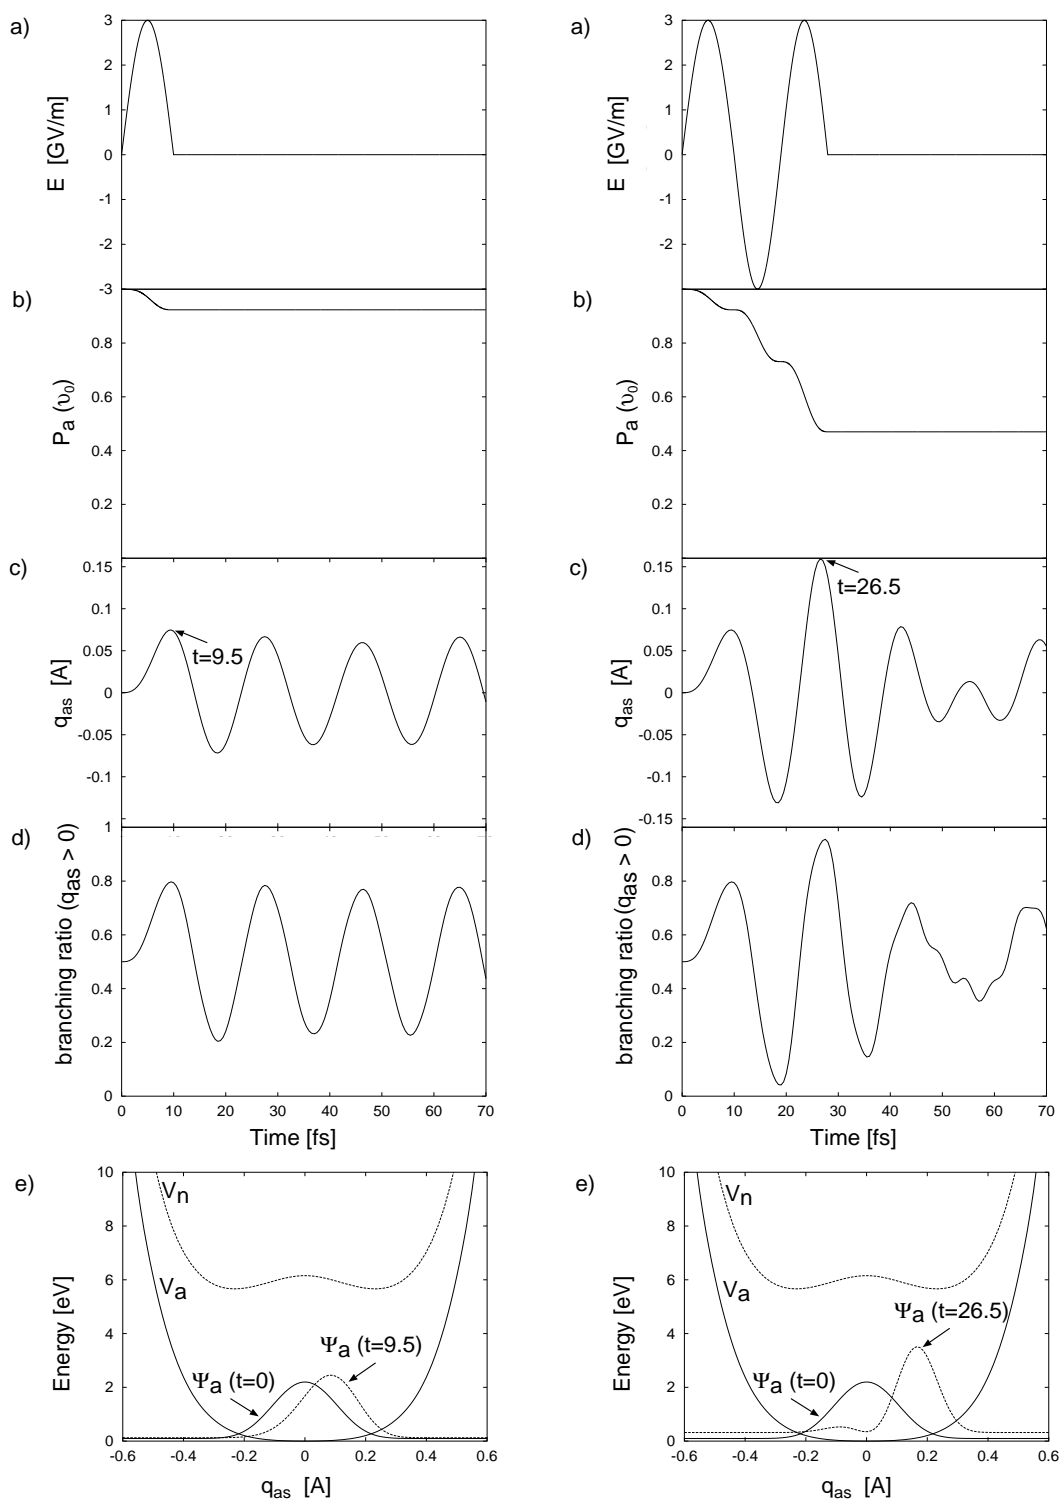 a)
E [GV/m]
3
2
1
0
-1
-2
-3
b)
Pa (υ0)
0.8
0.6
0.4
0.2
c)
qas [A]
0.15
0.1
0.05
0
-0.05
-0.1
t=9.5
d)
branching ratio (qas > 0)
1
0.8
0.6
0.4
0.2
0
0 10 20 30 40 50 60 70
Time [fs]
e)
Energy [eV]
10
8
6
4
2
0
Vn
Va
Ψa (t=9.5)
Ψa (t=0)
-0.6 -0.4 -0.2 0 0.2 0.4 0.6
qas [A]
a)
E [GV/m]
3
2
1
0
-1
-2
b)
Pa (υ0)
0.8
0.6
0.4
0.2
c)
qas [A]
0.15
0.1
0.05
0
-0.05
-0.1
-0.15
t=26.5
d)
branching ratio (qas > 0)
0.8
0.6
0.4
0.2
0
0 10 20 30 40 50 60 70
Time [fs]
e)
Energy [eV]
10
8
6
4
2
0
Vn
Va
Ψa (t=26.5)
Ψa (t=0)
-0.6 -0.4 -0.2 0 0.2 0.4 0.6
qas [A]